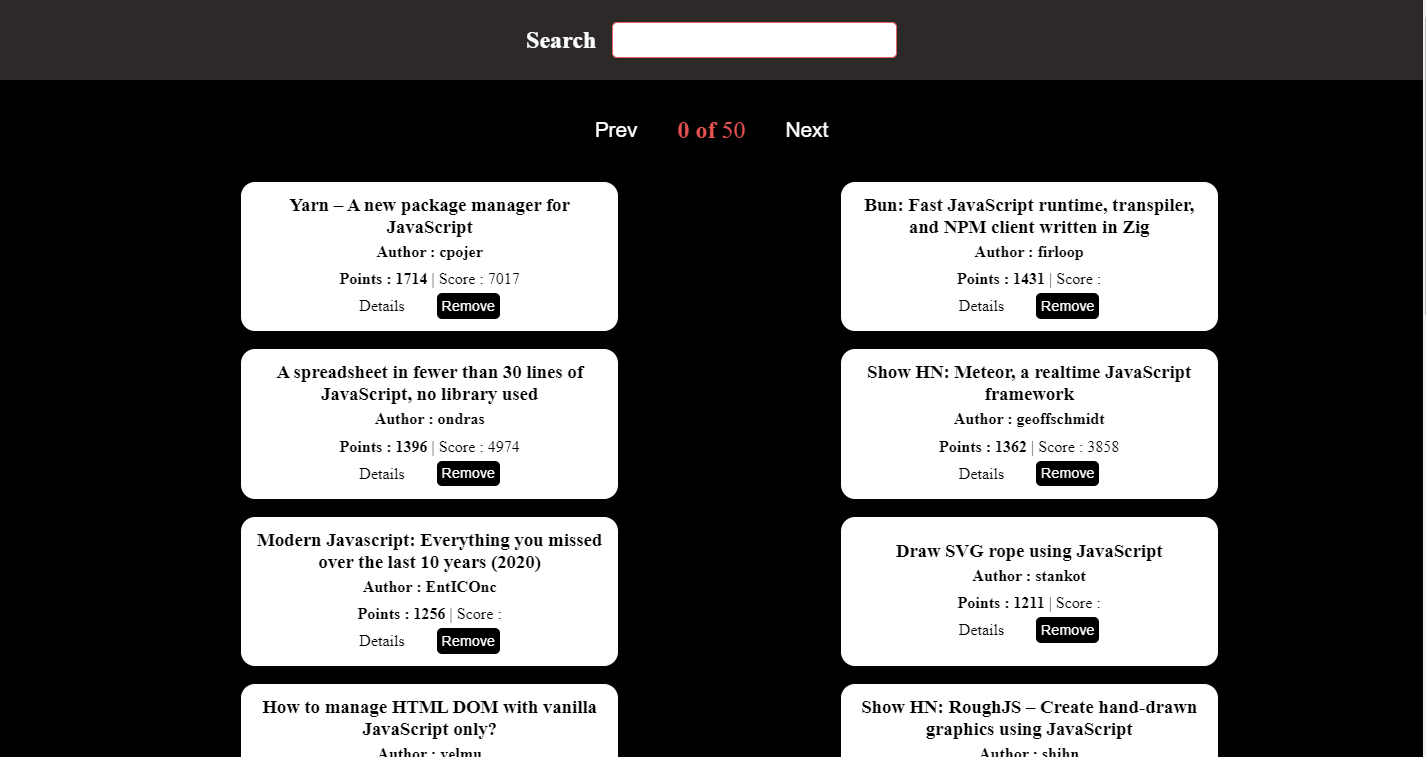 Search
Prev 0 of 50 Next
Yarn – A new package manager for
JavaScript
Author : cpojer
Points : 1714 | Score : 7017
Details Remove
Bun: Fast JavaScript runtime, transpiler,
and NPM client written in Zig
Author : firloop
Points : 1431 | Score :
Details Remove
A spreadsheet in fewer than 30 lines of
JavaScript, no library used
Author : ondras
Points : 1396 | Score : 4974
Details Remove
Show HN: Meteor, a realtime JavaScript
framework
Author : geoffschmidt
Points : 1362 | Score : 3858
Details Remove
Modern Javascript: Everything you missed
over the last 10 years (2020)
Author : EntICOnc
Points : 1256 | Score :
Details Remove
Draw SVG rope using JavaScript
Author : stankot
Points : 1211 | Score :
Details Remove
How to manage HTML DOM with vanilla
JavaScript only?
Author : velmu
Show HN: RoughJS – Create hand-drawn
graphics using JavaScript
Author : shihn